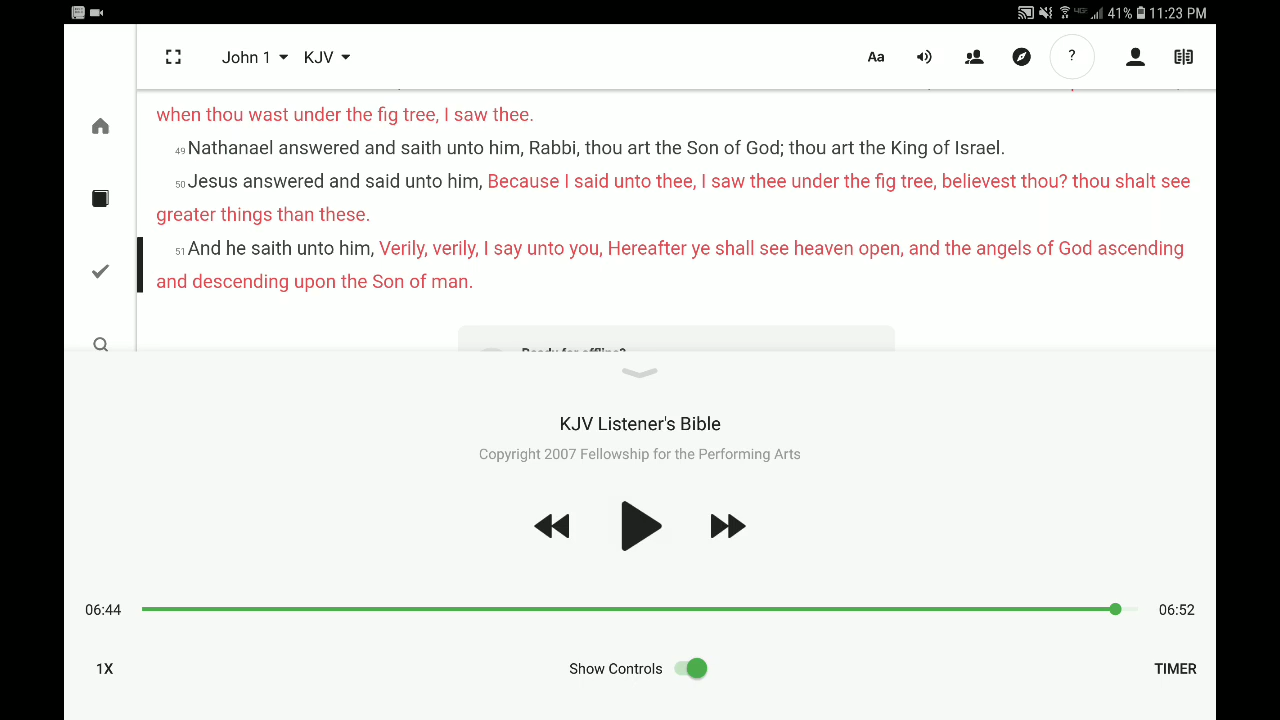 41% 11:23 PM
John 1 KJV Aa ?
when thou wast under the fig tree, I saw thee.
49 Nathanael answered and saith unto him, Rabbi, thou art the Son of God; thou art the King of Israel.
50 Jesus answered and said unto him, Because I said unto thee, I saw thee under the fig tree, believest thou? thou shalt see
greater things than these.
51 And he saith unto him, Verily, verily, I say unto you, Hereafter ye shall see heaven open, and the angels of God ascending
and descending upon the Son of man.
Ready for offline?
KJV Listener's Bible
Copyright 2007 Fellowship for the Performing Arts
06:44 06:52
1X Show Controls TIMER